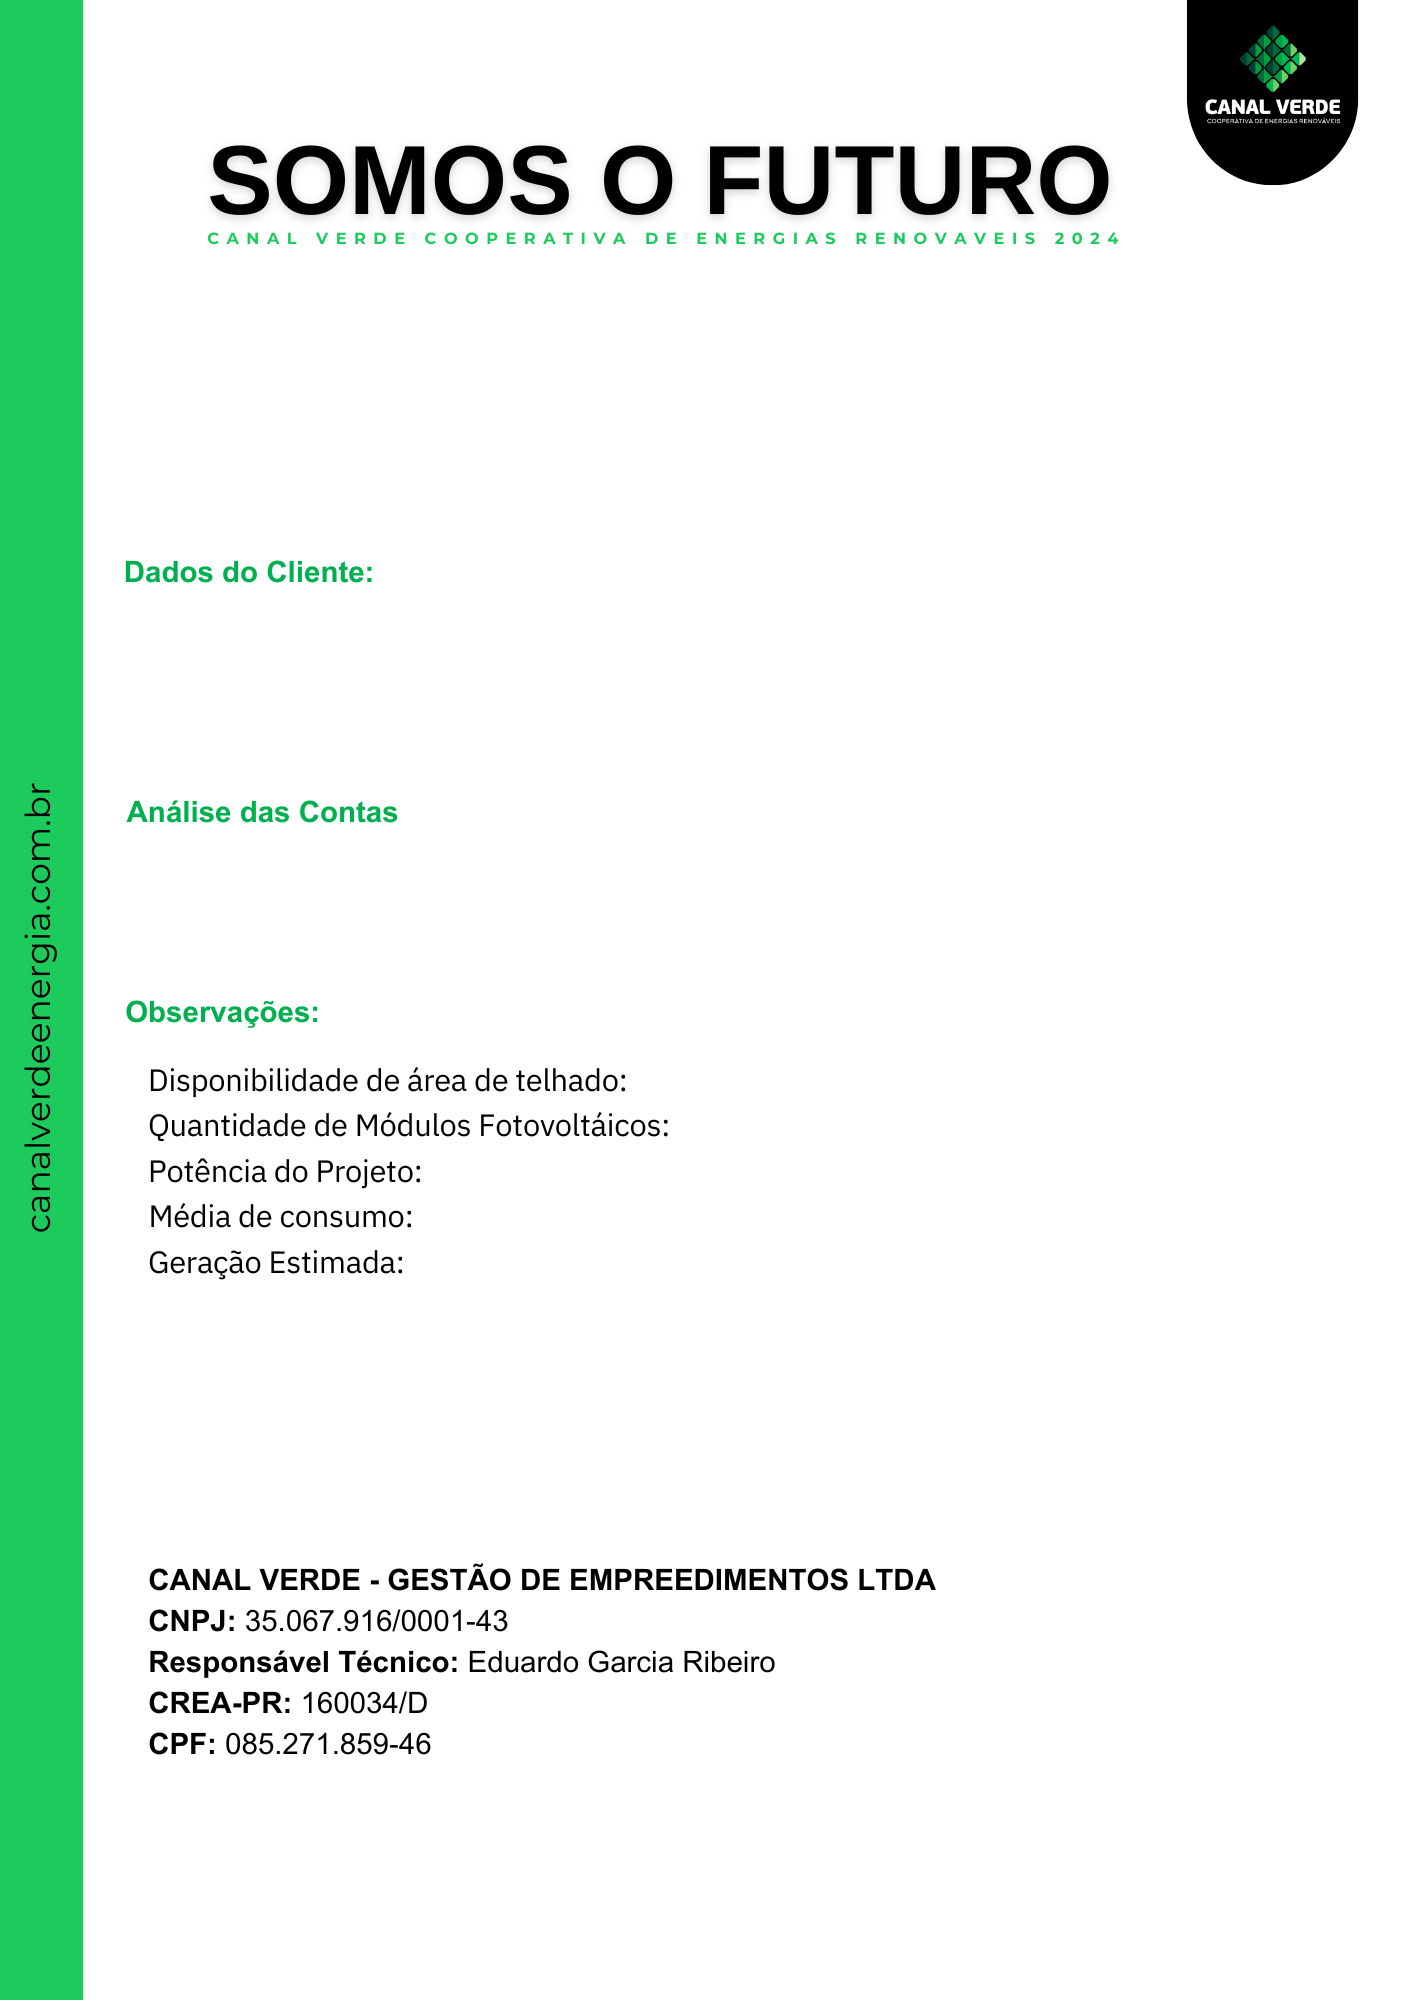 CANAL VERDE
COOPERATIVA DE ENERGIAS RENOVÁVEIS
SOMOS O FUTURO
CANAL VERDE COOPERATIVA DE ENERGIAS RENOVAVEIS 2024
Dados do Cliente:
Análise das Contas
Observações:
Disponibilidade de área de telhado:
Quantidade de Módulos Fotovoltáicos:
Potência do Projeto:
Média de consumo:
Geração Estimada:
canalverdeenergia.com.br
CANAL VERDE - GESTÃO DE EMPREEDIMENTOS LTDA
CNPJ: 35.067.916/0001-43
Responsável Técnico: Eduardo Garcia Ribeiro
CREA-PR: 160034/D
CPF: 085.271.859-46